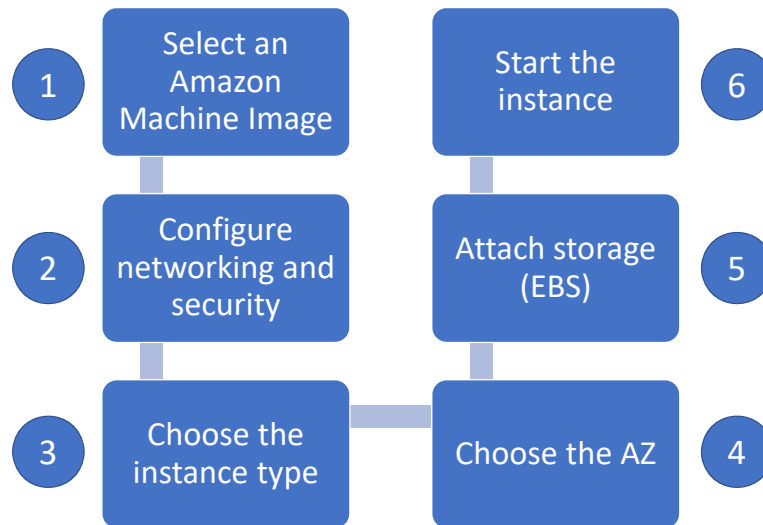 1
Select an
Amazon
Machine Image
2
Configure
networking and
security
3
Choose the
instance type
4
Choose the AZ
5
Attach storage
(EBS)
6
Start the
instance